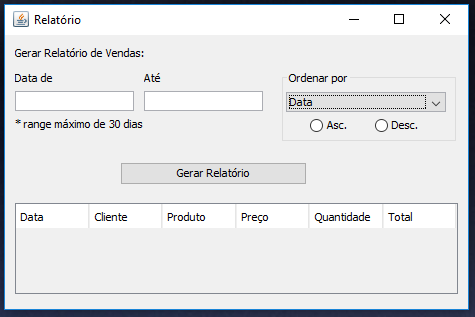 Relatório
Gerar Relatório de Vendas:
Data de Até
* range máximo de 30 dias
Ordenar por
Data
Asc. Desc.
Gerar Relatório
Data Cliente Produto Preço Quantidade Total